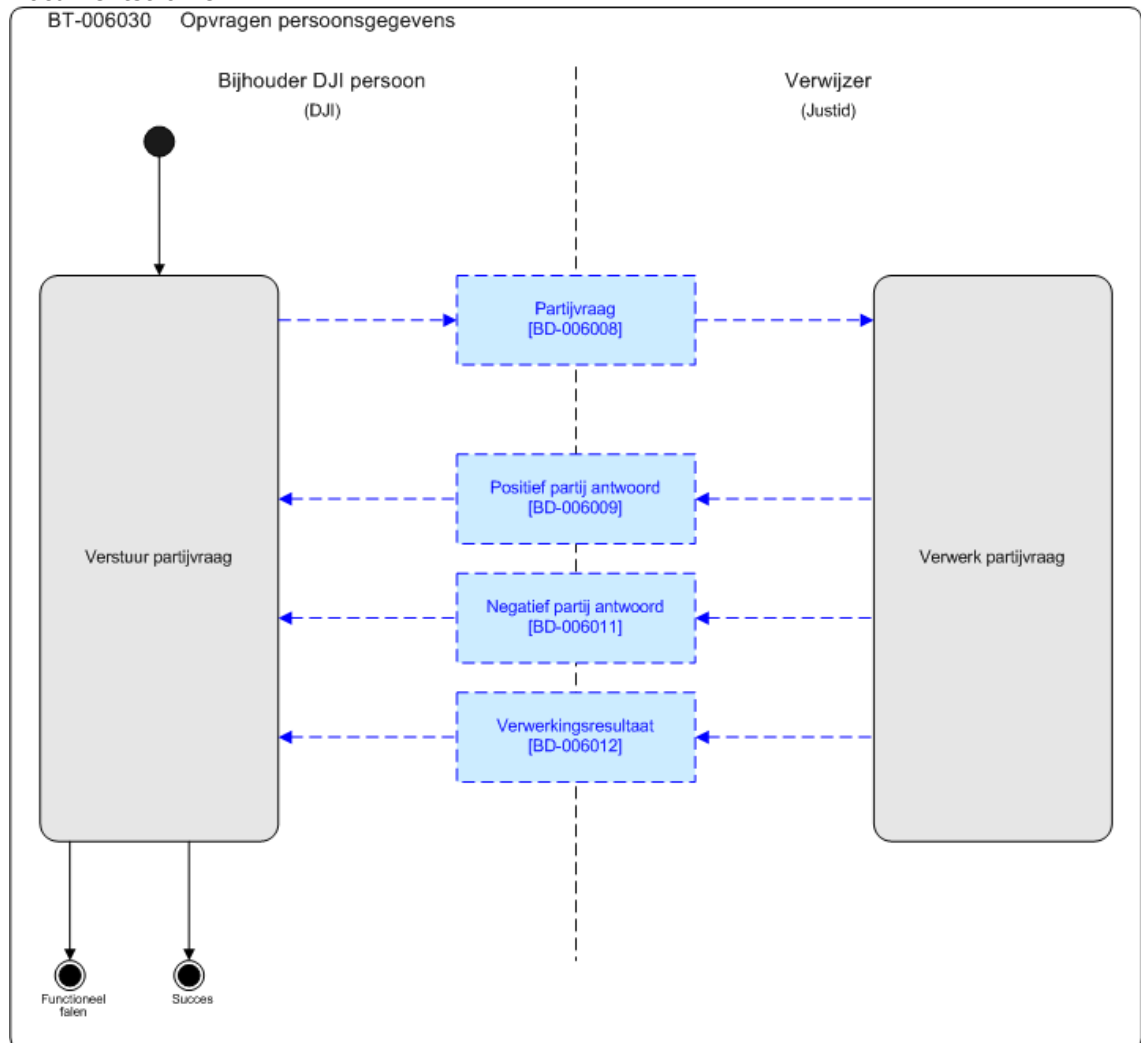 BT-006030 Opvragen persoonsgegevens
Bijhouder DJI persoon
(DJI)
Verwijzer
(Justid)
Partijvraag
[BD-006008]
Positief partij antwoord
[BD-006009]
Verstuur partijvraag
Verwerk partijvraag
Negatief partij antwoord
[BD-006011]
Verwerkingsresultaat
[BD-006012]
Functioneel
falen
Succes